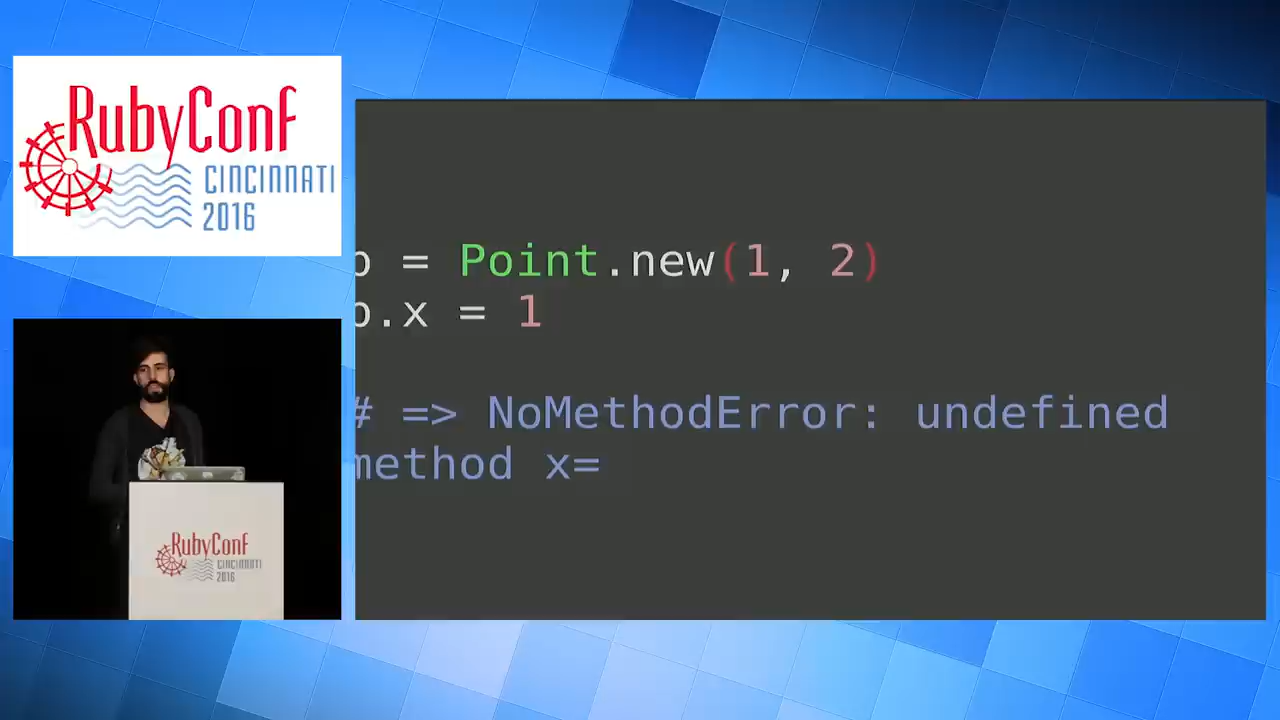 RubyConf
CINCINNATI
2016
p = Point.new(1, 2)
p.x = 1
# => NoMethodError: undefined
method x=
RubyConf
CINCINNATI
2016